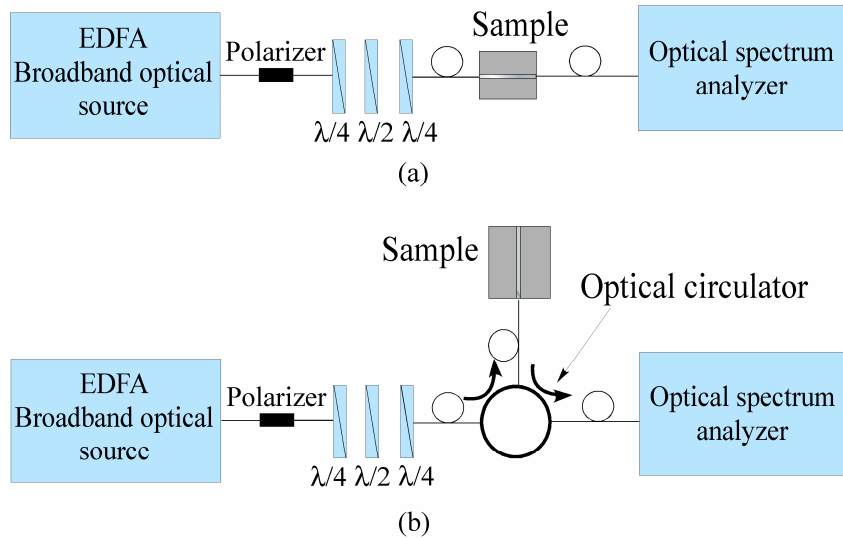 EDFA
Broadband optical
source
Polarizer
λ/4 λ/2 λ/4
Sample
Optical spectrum
analyzer
(a)
Sample
Optical circulator
EDFA
Broadband optical
source
Polarizer
λ/4 λ/2 λ/4
Optical spectrum
analyzer
(b)